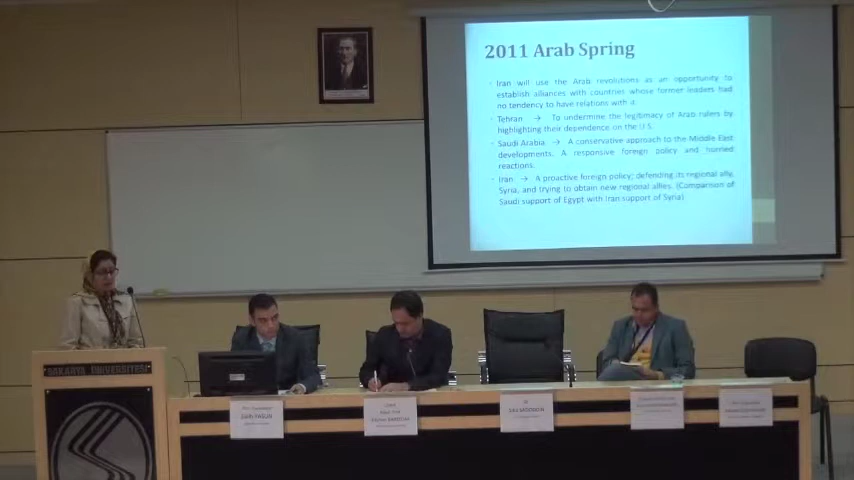 2011 Arab Spring
• Iran will use the Arab revolutions as an opportunity to
establish alliances with countries whose former leaders had
no tendency to have relations with it.
• Tehran → To undermine the legitimacy of Arab rulers by
highlighting their dependence on the U.S.
• Saudi Arabia → A conservative approach to the Middle East
developments. A responsive foreign policy and hurried
reactions.
• Iran → A proactive foreign policy; defending its regional ally,
Syria, and trying to obtain new regional allies. (Comparison of
Saudi support of Egypt with Iran support of Syria)
SAKARYA ÜNİVERSİTESİ